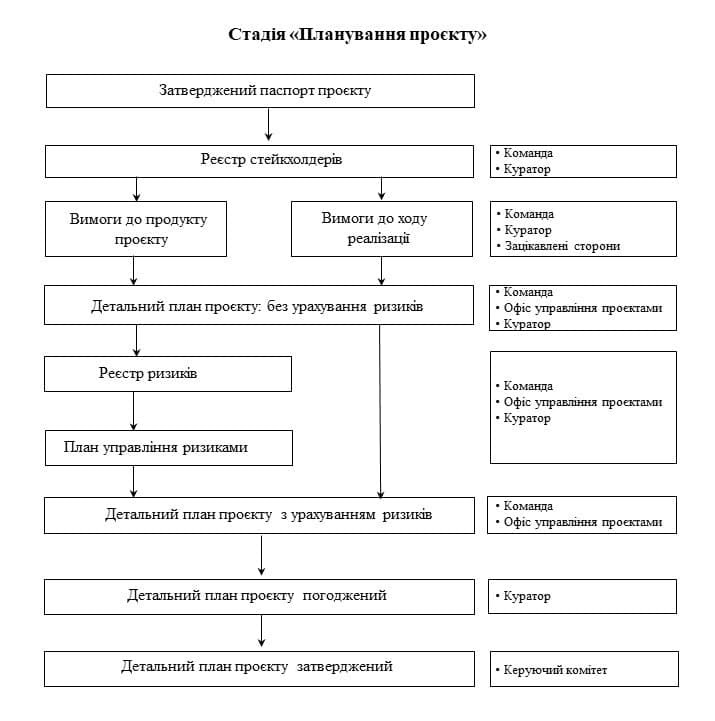 Стадія «Планування проєкту»
Затверджений паспорт проєкту
Реєстр стейкхолдерів
• Команда
• Куратор
Вимоги до продукту
проєкту
Вимоги до ходу
реалізації
• Команда
• Куратор
• Зацікавлені сторони
Детальний план проєкту: без урахування ризиків
• Команда
• Офіс управління проєктами
• Куратор
Реєстр ризиків
План управління ризиками
• Команда
• Офіс управління проєктами
• Куратор
Детальний план проєкту з урахуванням ризиків
• Команда
• Офіс управління проєктами
Детальний план проєкту погоджений
• Куратор
Детальний план проєкту затверджений
• Керуючий комітет